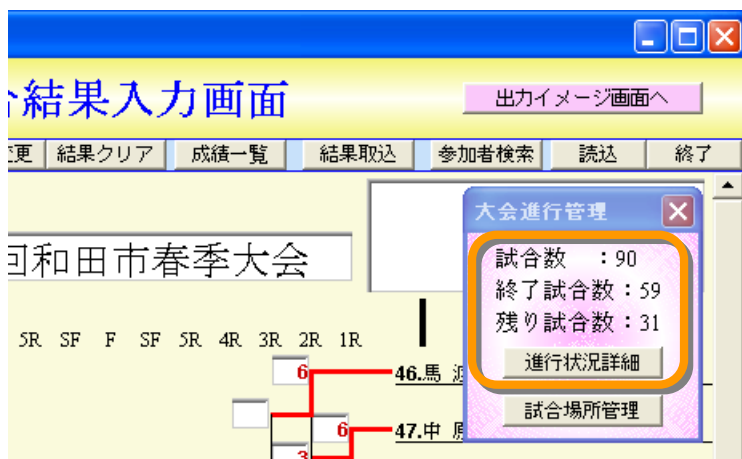 結果入力画面
出力イメージ画面へ
変更 結果クリア 成績一覧 結果取込 参加者検索 読込 終了
大会進行管理
試合数 :90
終了試合数:59
残り試合数:31
進行状況詳細
試合場所管理
回和田市春季大会
5R SF F SF 5R 4R 3R 2R 1R
6
46.馬
6
47.中 原
3